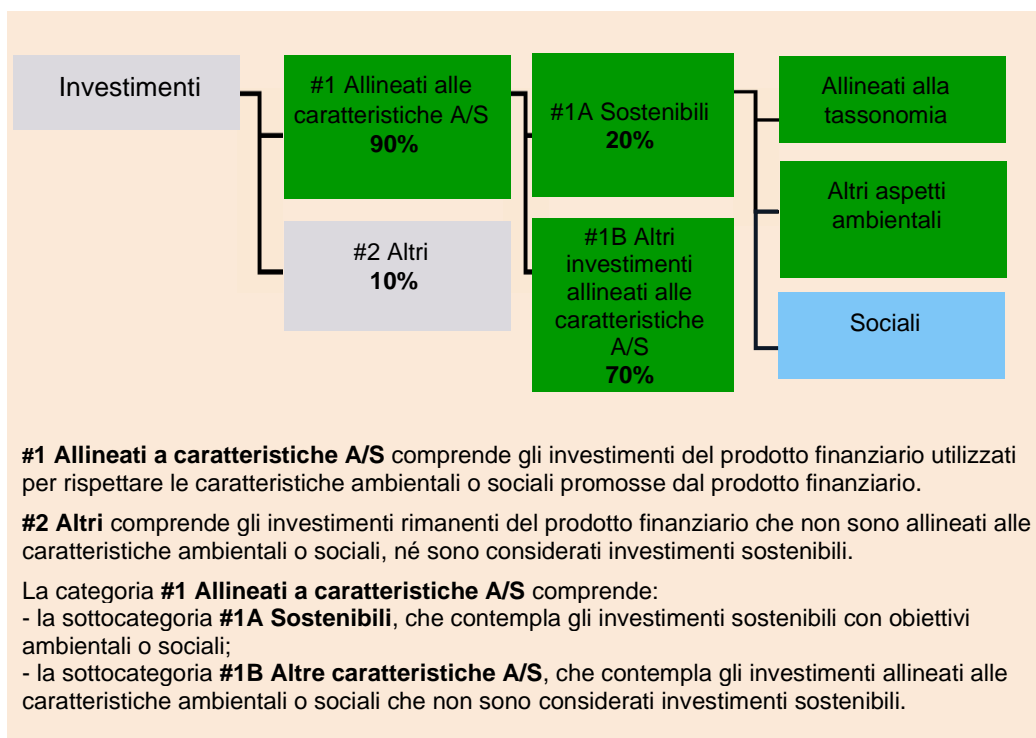 Investimenti
#1 Allineati alle
caratteristiche A/S
90%
#2 Altri
10%
#1A Sostenibili
20%
#1B Altri
investimenti
allineati alle
caratteristiche
A/S
70%
Allineati alla
tassonomia
Altri aspetti
ambientali
Sociali
#1 Allineati a caratteristiche A/S comprende gli investimenti del prodotto finanziario utilizzati
per rispettare le caratteristiche ambientali o sociali promosse dal prodotto finanziario.
#2 Altri comprende gli investimenti rimanenti del prodotto finanziario che non sono allineati alle
caratteristiche ambientali o sociali, né sono considerati investimenti sostenibili.
La categoria #1 Allineati a caratteristiche A/S comprende:
- la sottocategoria #1A Sostenibili, che contempla gli investimenti sostenibili con obiettivi
ambientali o sociali;
- la sottocategoria #1B Altre caratteristiche A/S, che contempla gli investimenti allineati alle
caratteristiche ambientali o sociali che non sono considerati investimenti sostenibili.